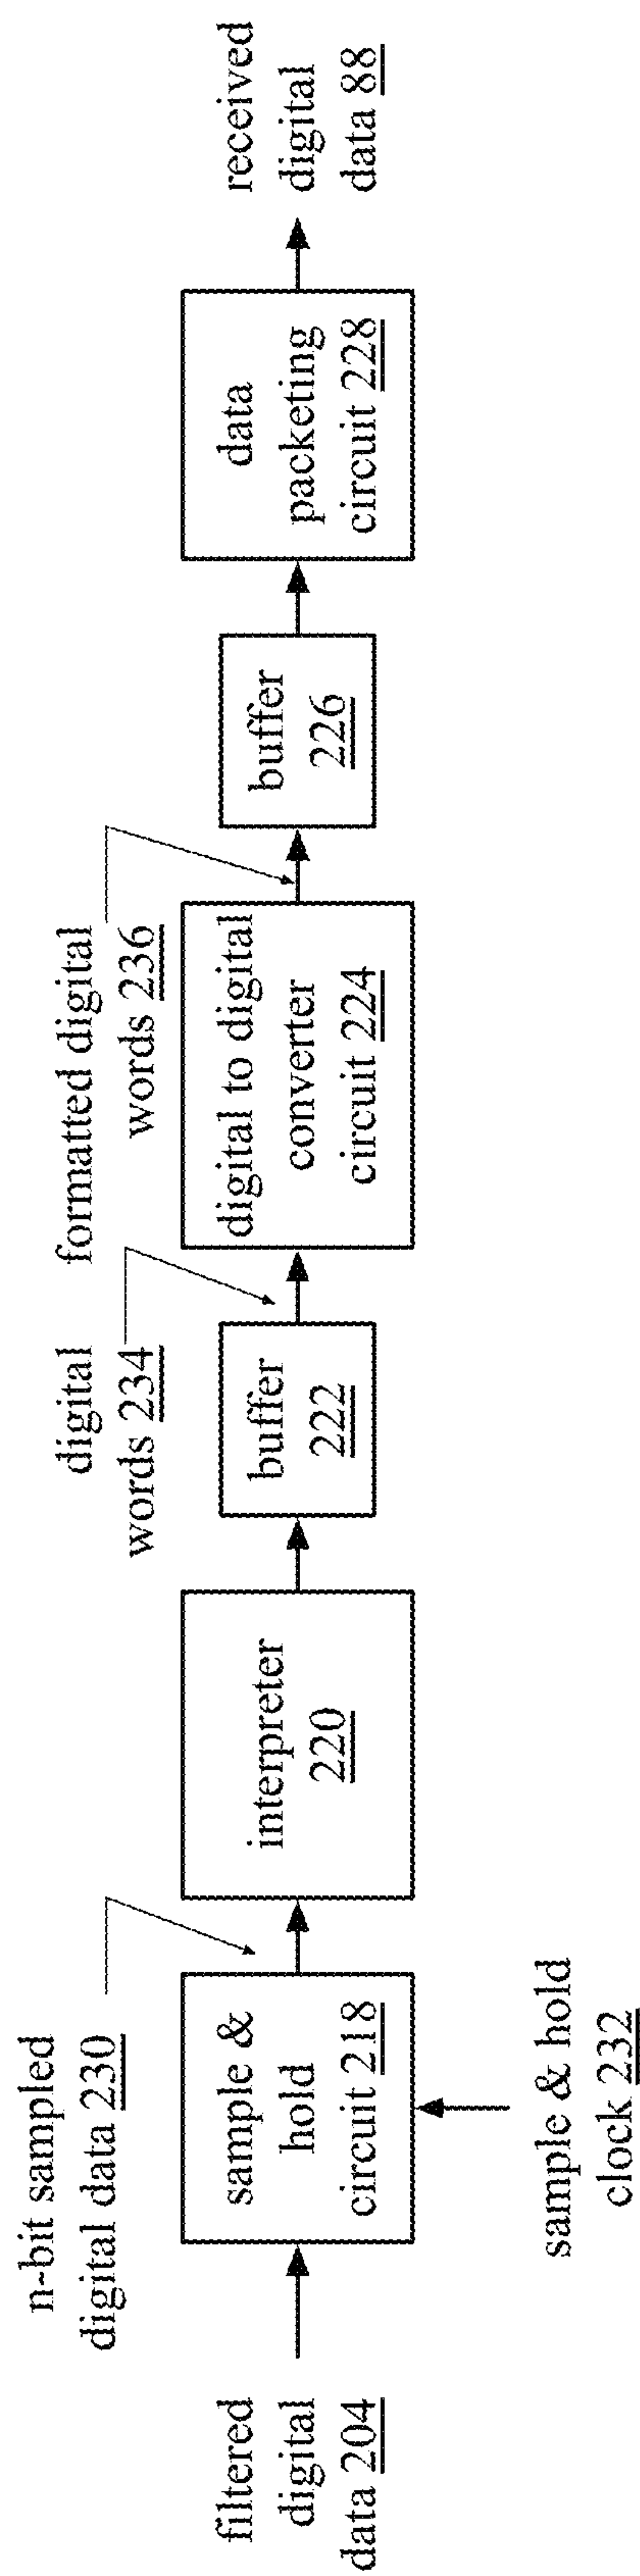 filtered
digital
data 204
n-bit sampled
digital data 230
sample &
hold
circuit 218
sample & hold
clock 232
interpreter
220
digital
words 234
buffer
222
formatted digital
words 236
digital to digital
converter
circuit 224
buffer
226
data
packeting
circuit 228
received
digital
data 88